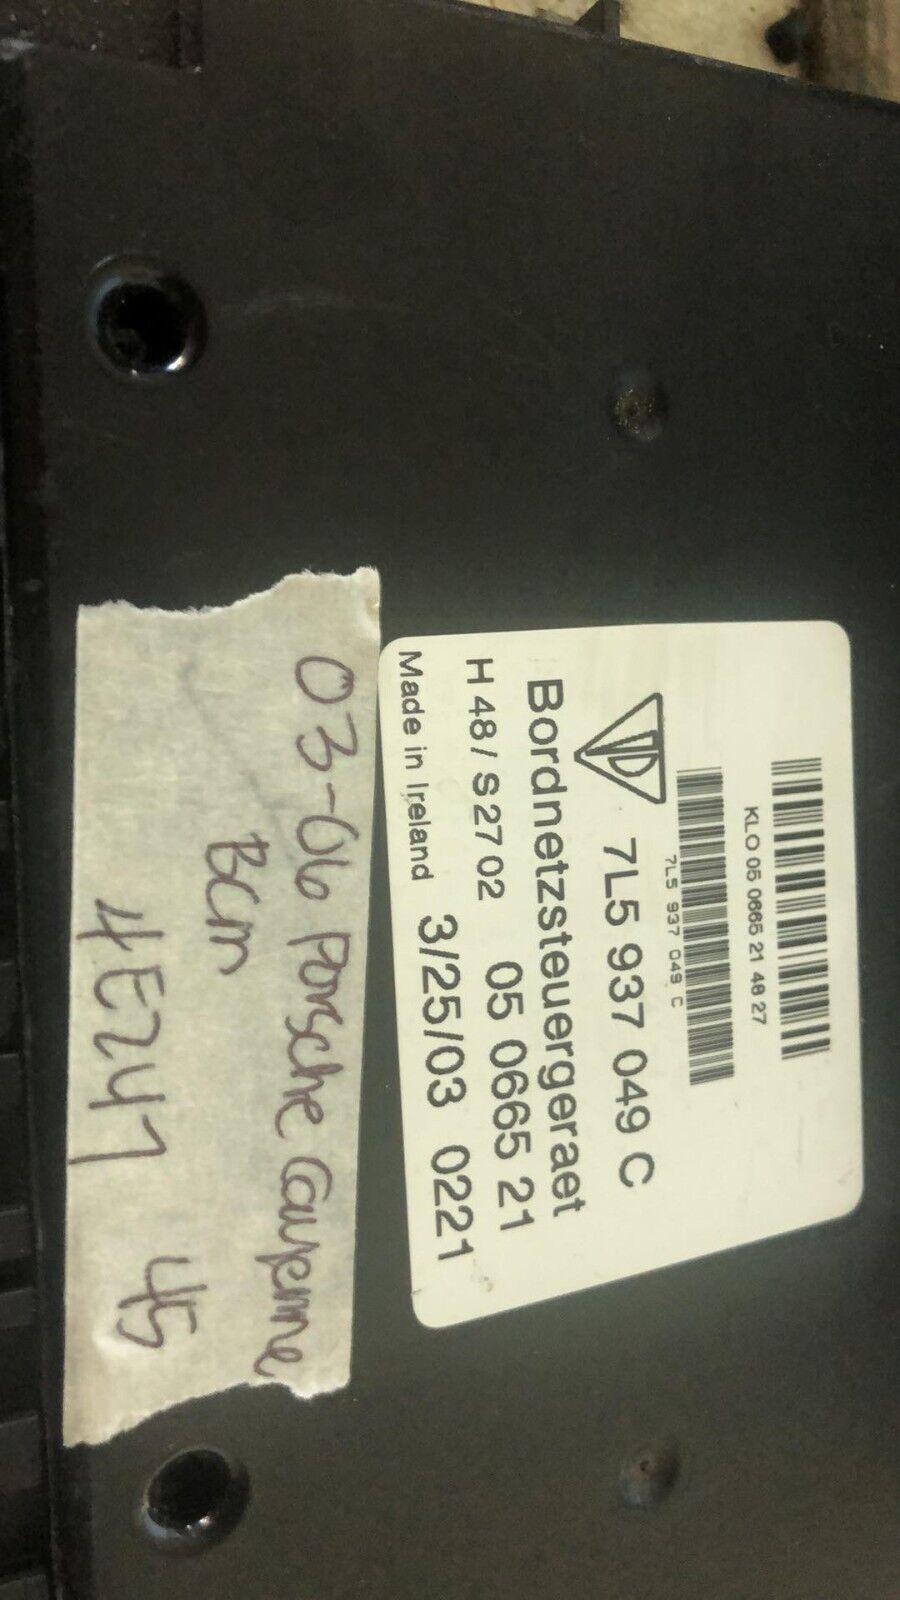 KLO 05 0665 21 48 27
7L5 937 049 C
7L5 937 049 C
Bordnetzsteuergeraet
H 48 / S 27 02 05 0665 21
Made in Ireland 3/25/03 0221
03-06 Porsche Cayenne
BCM
4E247 45